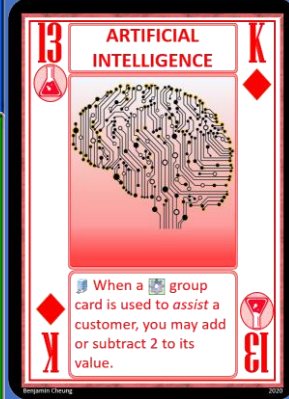 13
K
ARTIFICIAL
INTELLIGENCE
When a group
card is used to assist a
customer, you may add
or subtract 2 to its
value.
K
13
Benjamin Cheung
2020